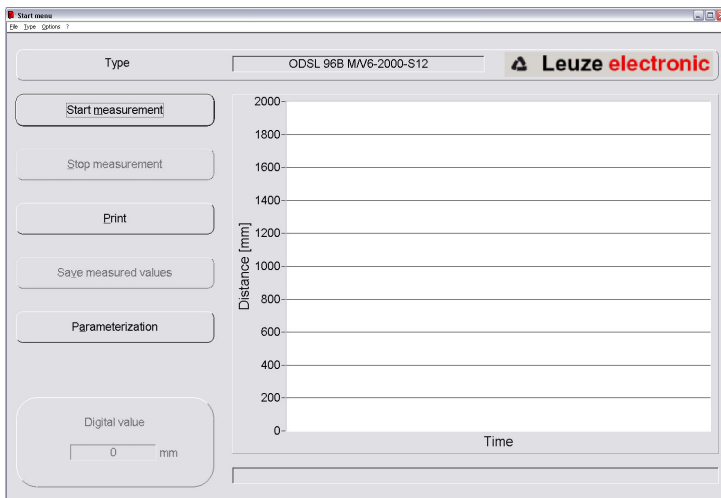 Start menu
File Type Options ?
Type
ODSL 96B M/V6-2000-S12
Leuze electronic
Start measurement
Stop measurement
Print
Save measured values
Parameterization
Digital value
0 mm
Distance [mm]
2000
1800
1600
1400
1200
1000
800
600
400
200
0
Time